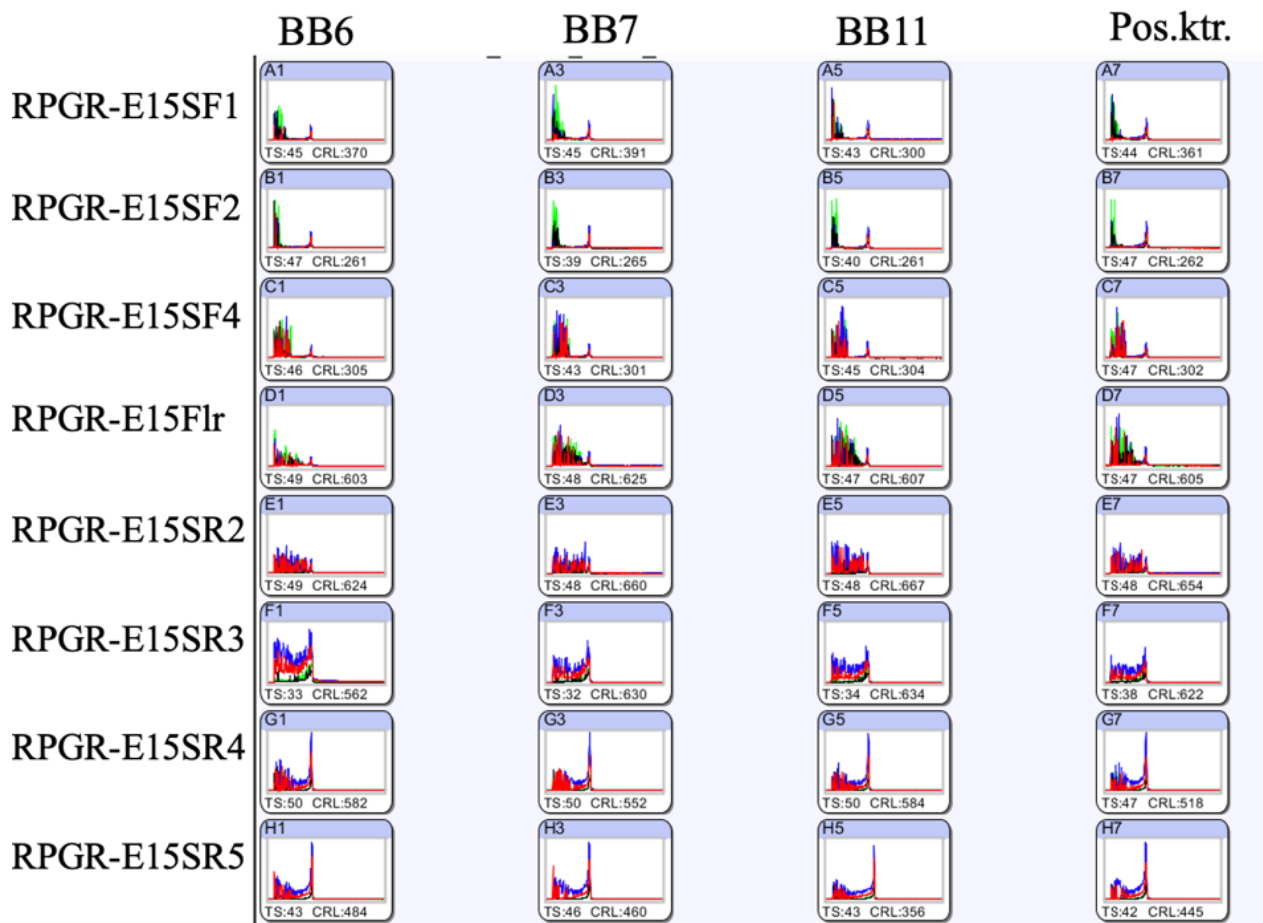 BB6 BB7 BB11 Pos.ktr.
A1 A3 A5 A7
RPGR-E15SF1
TS:45 CRL:370 TS:45 CRL:391 TS:43 CRL:300 TS:44 CRL:361
B1 B3 B5 B7
RPGR-E15SF2
TS:47 CRL:261 TS:39 CRL:265 TS:40 CRL:261 TS:47 CRL:262
C1 C3 C5 C7
RPGR-E15SF4
TS:46 CRL:305 TS:43 CRL:301 TS:45 CRL:304 TS:47 CRL:302
D1 D3 D5 D7
RPGR-E15Flr
TS:49 CRL:603 TS:48 CRL:625 TS:47 CRL:607 TS:47 CRL:605
E1 E3 E5 E7
RPGR-E15SR2
TS:49 CRL:624 TS:48 CRL:660 TS:48 CRL:667 TS:48 CRL:654
F1 F3 F5 F7
RPGR-E15SR3
TS:33 CRL:562 TS:32 CRL:630 TS:34 CRL:634 TS:38 CRL:622
G1 G3 G5 G7
RPGR-E15SR4
TS:50 CRL:582 TS:50 CRL:552 TS:50 CRL:584 TS:47 CRL:518
H1 H3 H5 H7
RPGR-E15SR5
TS:43 CRL:484 TS:46 CRL:460 TS:43 CRL:356 TS:42 CRL:445